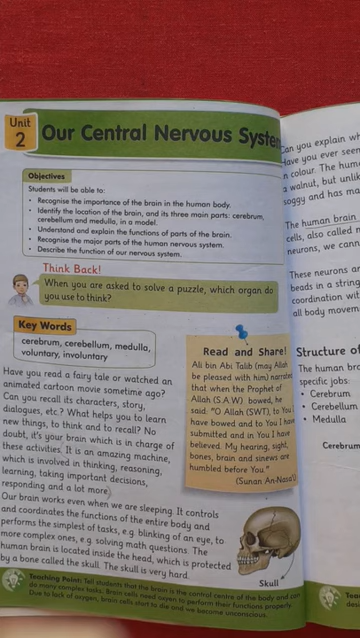 Unit
2
Our Central Nervous System
Objectives
Students will be able to:
• Recognise the importance of the brain in the human body.
• Identify the location of the brain, and its three main parts: cerebrum,
cerebellum and medulla, in a model.
• Understand and explain the functions of parts of the brain.
• Recognise the major parts of the human nervous system.
• Describe the function of our nervous system.
Think Back!
When you are asked to solve a puzzle, which organ do
you use to think?
Key Words
cerebrum, cerebellum, medulla,
voluntary, involuntary
Have you read a fairy tale or watched an
animated cartoon movie sometime ago?
Can you recall its characters, story,
dialogues, etc.? What helps you to learn
new things, to think and to recall? No
doubt, it's your brain which is in charge of
these activities. It is an amazing machine,
which is involved in thinking, reasoning,
learning, taking important decisions,
responding and a lot more.
Our brain works even when we are sleeping. It controls
and coordinates the functions of the entire body and
performs the simplest of tasks, e.g. blinking of an eye, to
more complex ones, e.g. solving math questions. The
human brain is located inside the head, which is protected
by a bone called the skull. The skull is very hard.
Read and Share!
Ali bin Abi Talib (may Allah
be pleased with him) narrated
that when the Prophet of
Allah (S.A.W) bowed, he
said: "O Allah (SWT), to You I
have bowed and to You I have
submitted and in You I have
believed. My hearing, sight,
bones, brain and sinews are
humbled before You."
(Sunan An-Nasa'i)
Skull
Teaching Point: Tell students that the brain is the control centre of the body and can
do many complex tasks. Brain cells need oxygen to perform their functions properly.
Due to lack of oxygen, brain cells start to die and we become unconscious.
Can you explain
Have you ever seen
in colour. The
a walnut, but
soggy and has
The human brain
cells, also called
neurons, we
These neurons
beads in a string
coordination
all body
Structure of
The human
specific jobs:
• Cerebrum
• Cerebellum
• Medulla
Cerebrum